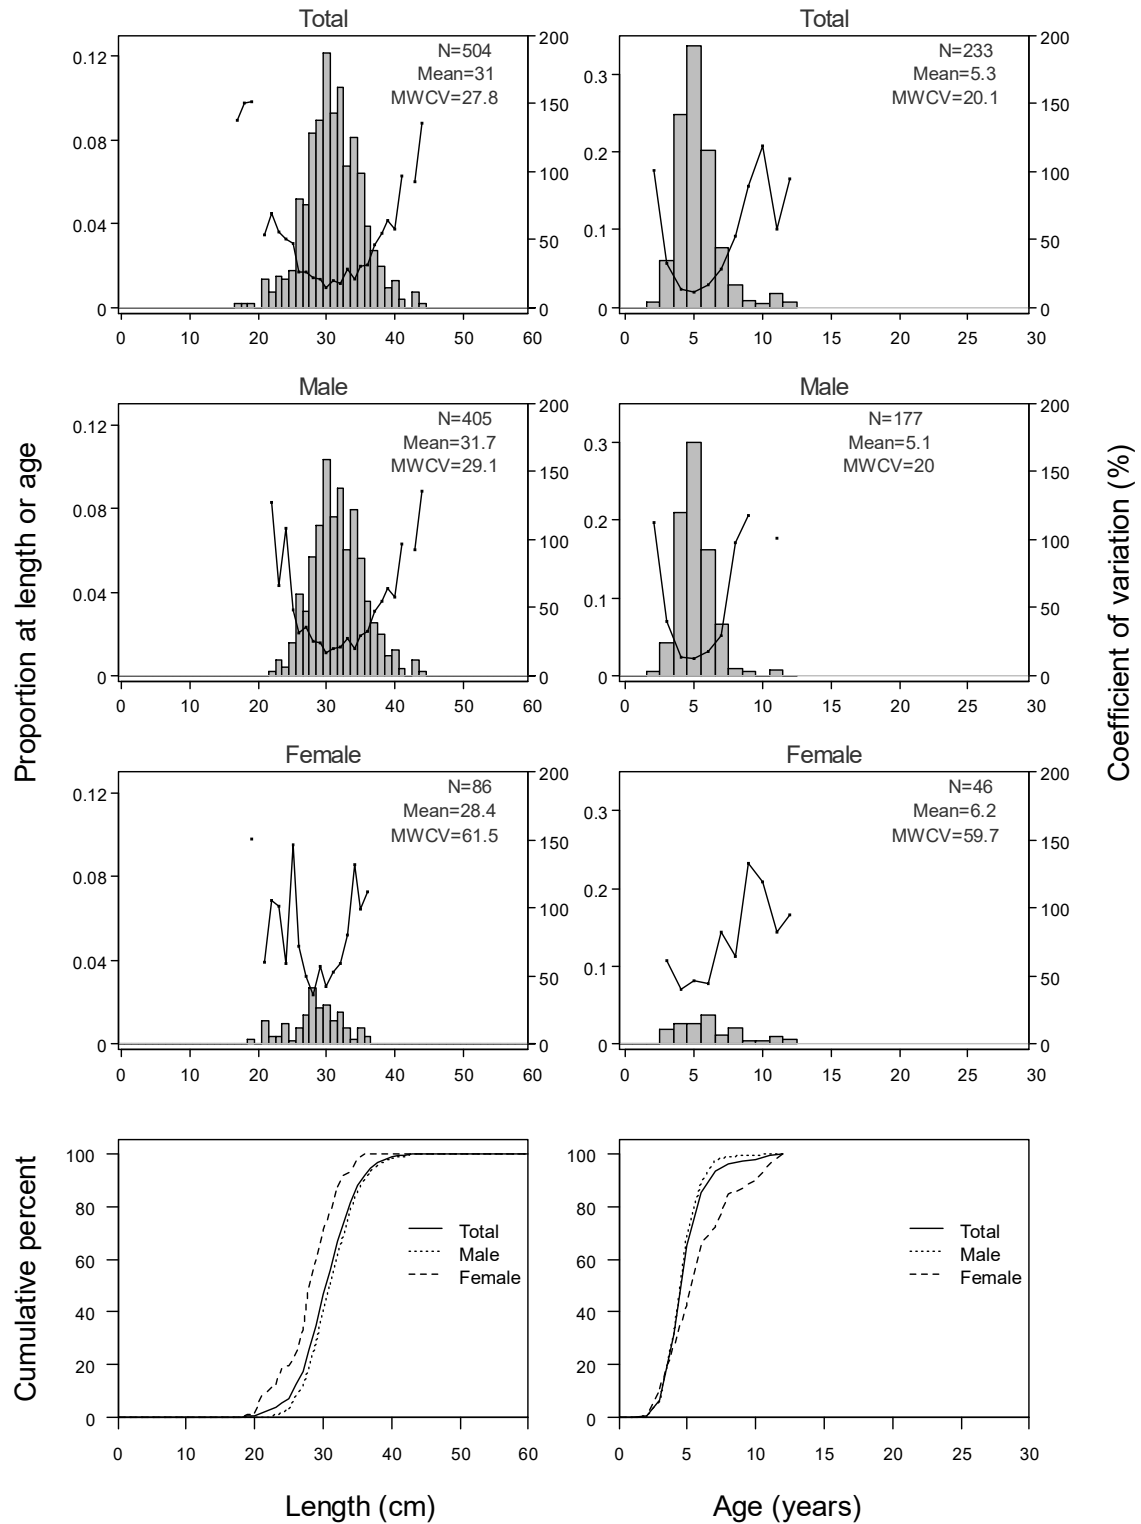 Total
Total
0.12
0.08
0.04
0
N=504
Mean=31
MWCV=27.8
200
150
100
50
0
0 10 20 30 40 50 60
0.3
0.2
0.1
0
N=233
Mean=5.3
MWCV=20.1
200
150
100
50
0
0 5 10 15 20 25 30
Male
Male
0.12
0.08
0.04
0
N=405
Mean=31.7
MWCV=29.1
200
150
100
50
0
0 10 20 30 40 50 60
0.3
0.2
0.1
0
N=177
Mean=5.1
MWCV=20
200
150
100
50
0
0 5 10 15 20 25 30
Proportion at length or age
Coefficient of variation (%)
Female
Female
0.12
0.08
0.04
0
N=86
Mean=28.4
MWCV=61.5
200
150
100
50
0
0 10 20 30 40 50 60
0.3
0.2
0.1
0
N=46
Mean=6.2
MWCV=59.7
200
150
100
50
0
0 5 10 15 20 25 30
Cumulative percent
100
80
60
40
20
0
Total
Male
Female
0 10 20 30 40 50 60
Length (cm)
100
80
60
40
20
0
Total
Male
Female
0 5 10 15 20 25 30
Age (years)